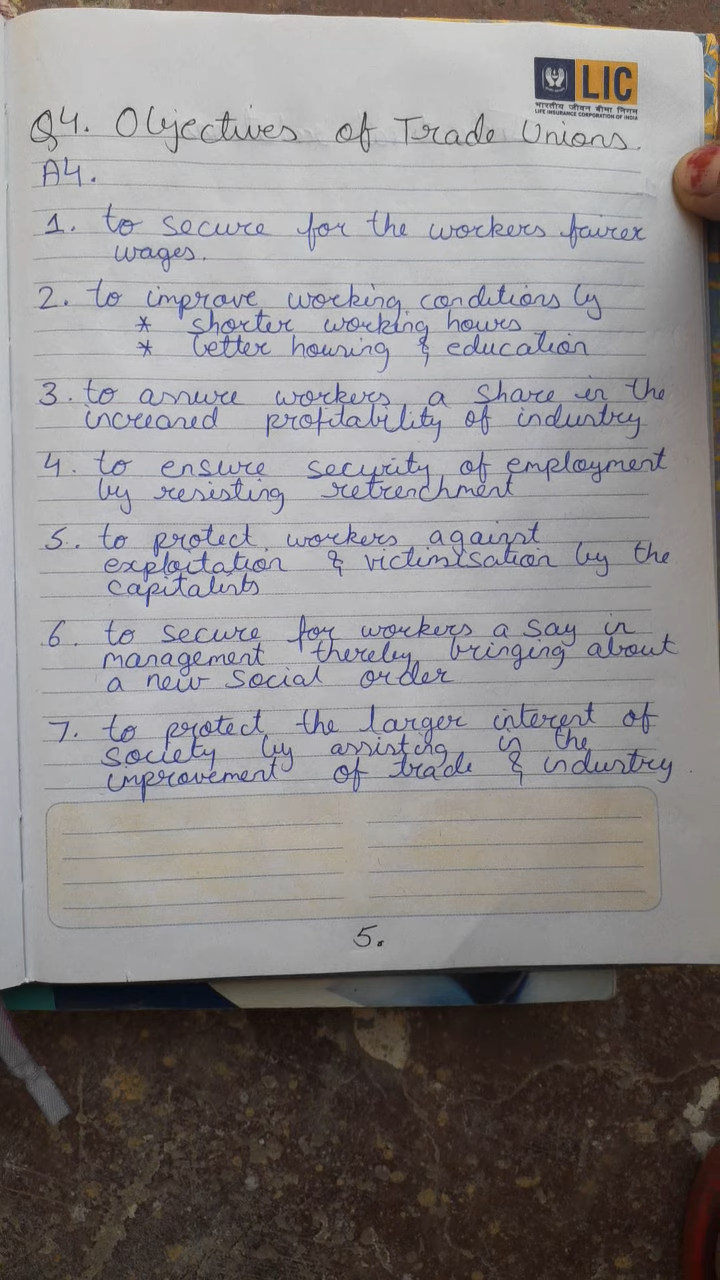 LIC
भारतीय जीवन बीमा निगम
LIFE INSURANCE CORPORATION OF INDIA
Q4. Objectives of Trade Unions.
A4.
1. to secure for the workers fairer
wages.
2. to improve working conditions by
* shorter working hours
* better housing & education
3. to assure workers a share in the
increased profitability of industry
4. to ensure security of employment
by resisting retrenchment
5. to protect workers against
exploitation & victimisation by the
capitalists
6. to secure for workers a say in
management thereby bringing about
a new social order
7. to protect the larger interest of
society by assisting in the
improvement of trade & industry
5.